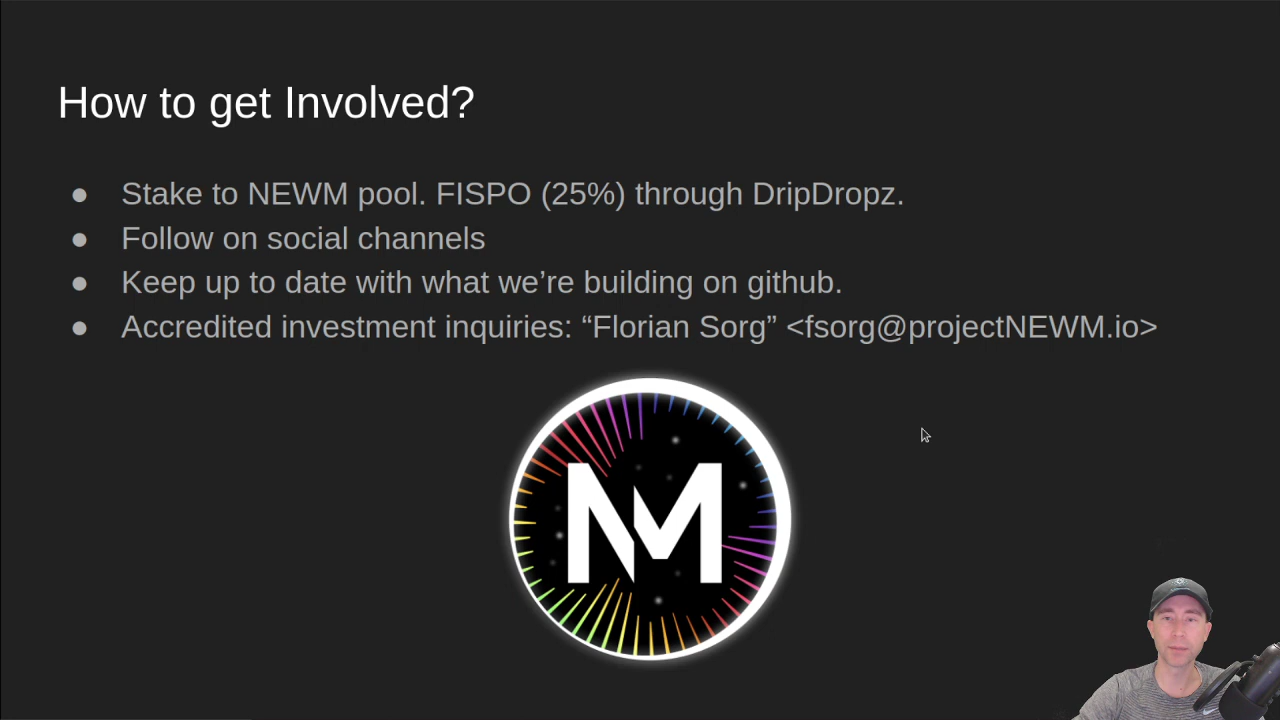 How to get Involved?
● Stake to NEWM pool. FISPO (25%) through DripDropz.
● Follow on social channels
● Keep up to date with what we’re building on github.
● Accredited investment inquiries: “Florian Sorg” <fsorg@projectNEWM.io>
NM